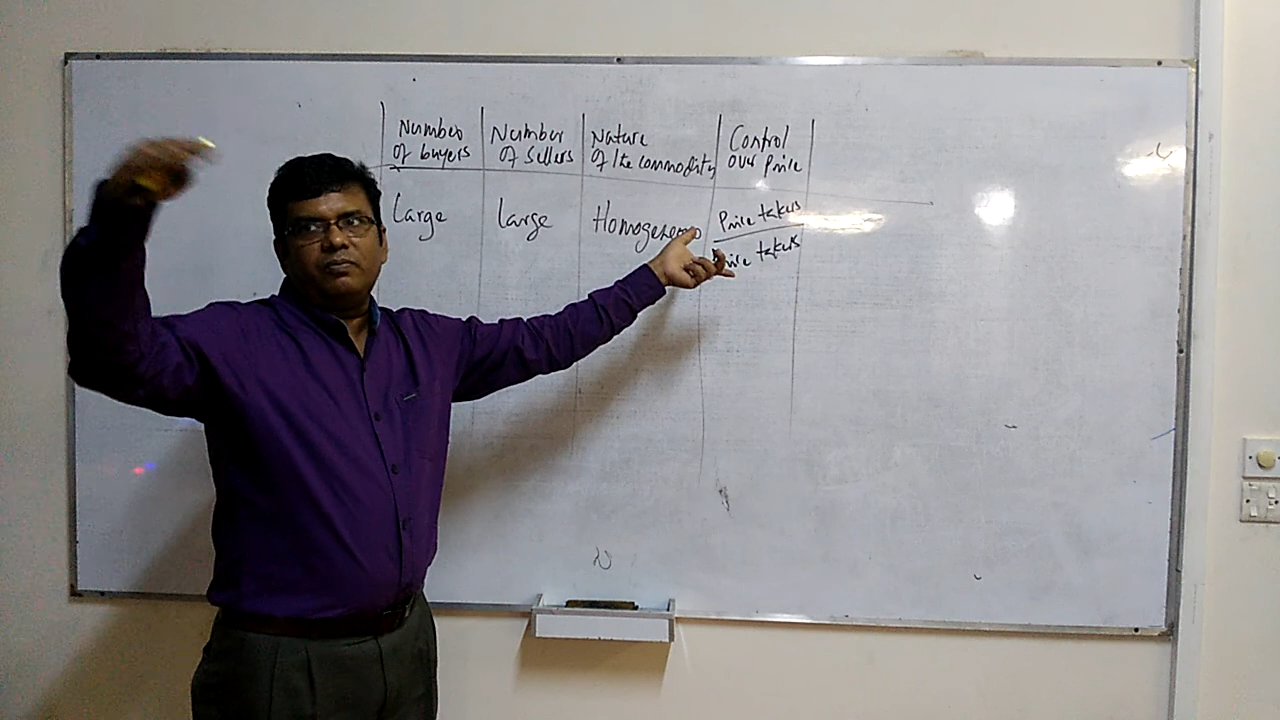 Number
of buyers
Number
of Sellers
Nature
of the commodity
Control
over Price
Large
Large
Price takers
Price takers